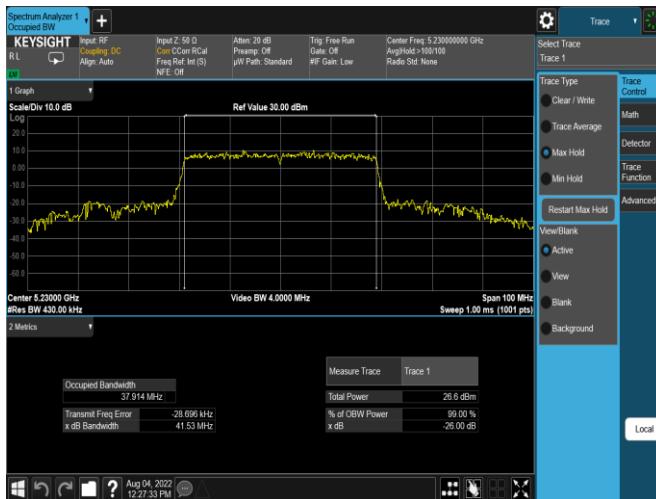 Spectrum Analyzer 1
Occupied BW
Trace
KEYSIGHT
R L
LXI
Input: RF
Coupling: DC
Align: Auto
Input Z: 50 Ω
Corr CCorr RCal
Freq Ref: Int (S)
NFE: Off
Atten: 20 dB
Preamp: Off
µW Path: Standard
Trig: Free Run
Gate: Off
#IF Gain: Low
Center Freq: 5.230000000 GHz
Avg|Hold:>100/100
Radio Std: None
Select Trace
Trace 1
1 Graph
Scale/Div 10.0 dB
Ref Value 30.00 dBm
Log
20.0
10.0
0.00
-10.0
-20.0
-30.0
-40.0
-50.0
-60.0
Center 5.23000 GHz
#Res BW 430.00 kHz
Video BW 4.0000 MHz
Span 100 MHz
Sweep 1.00 ms (1001 pts)
2 Metrics
Measure Trace
Trace 1
Occupied Bandwidth
37.914 MHz
Total Power
26.6 dBm
Transmit Freq Error
-28.696 kHz
% of OBW Power
99.00 %
x dB Bandwidth
41.53 MHz
x dB
-26.00 dB
Trace Type
Clear / Write
Trace Average
Max Hold
Min Hold
Restart Max Hold
View/Blank
Active
View
Blank
Background
Trace
Control
Math
Detector
Trace
Function
Advanced
Local
?
Aug 04, 2022
12:27:33 PM